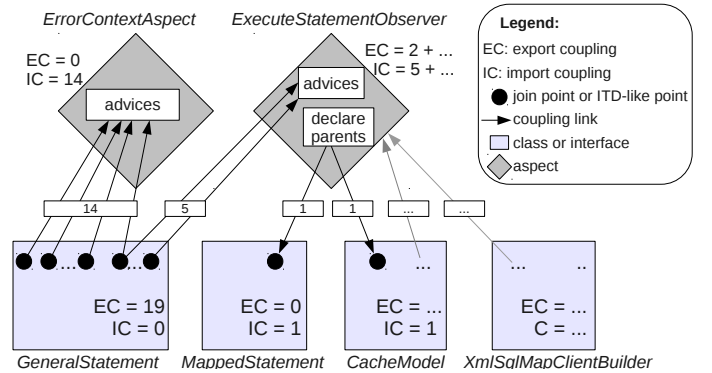 ErrorContextAspect
ExecuteStatementObserver
Legend:
EC: export coupling
IC: import coupling
join point or ITD-like point
coupling link
class or interface
aspect
EC = 0
IC = 14
advices
EC = 2 + ...
IC = 5 + ...
advices
declare
parents
14
5
1
1
...
...
...
...
...
...
..
EC = 19
IC = 0
EC = 0
IC = 1
EC = ...
IC = 1
EC = ...
C = ...
GeneralStatement
MappedStatement
CacheModel
XmlSqlMapClientBuilder